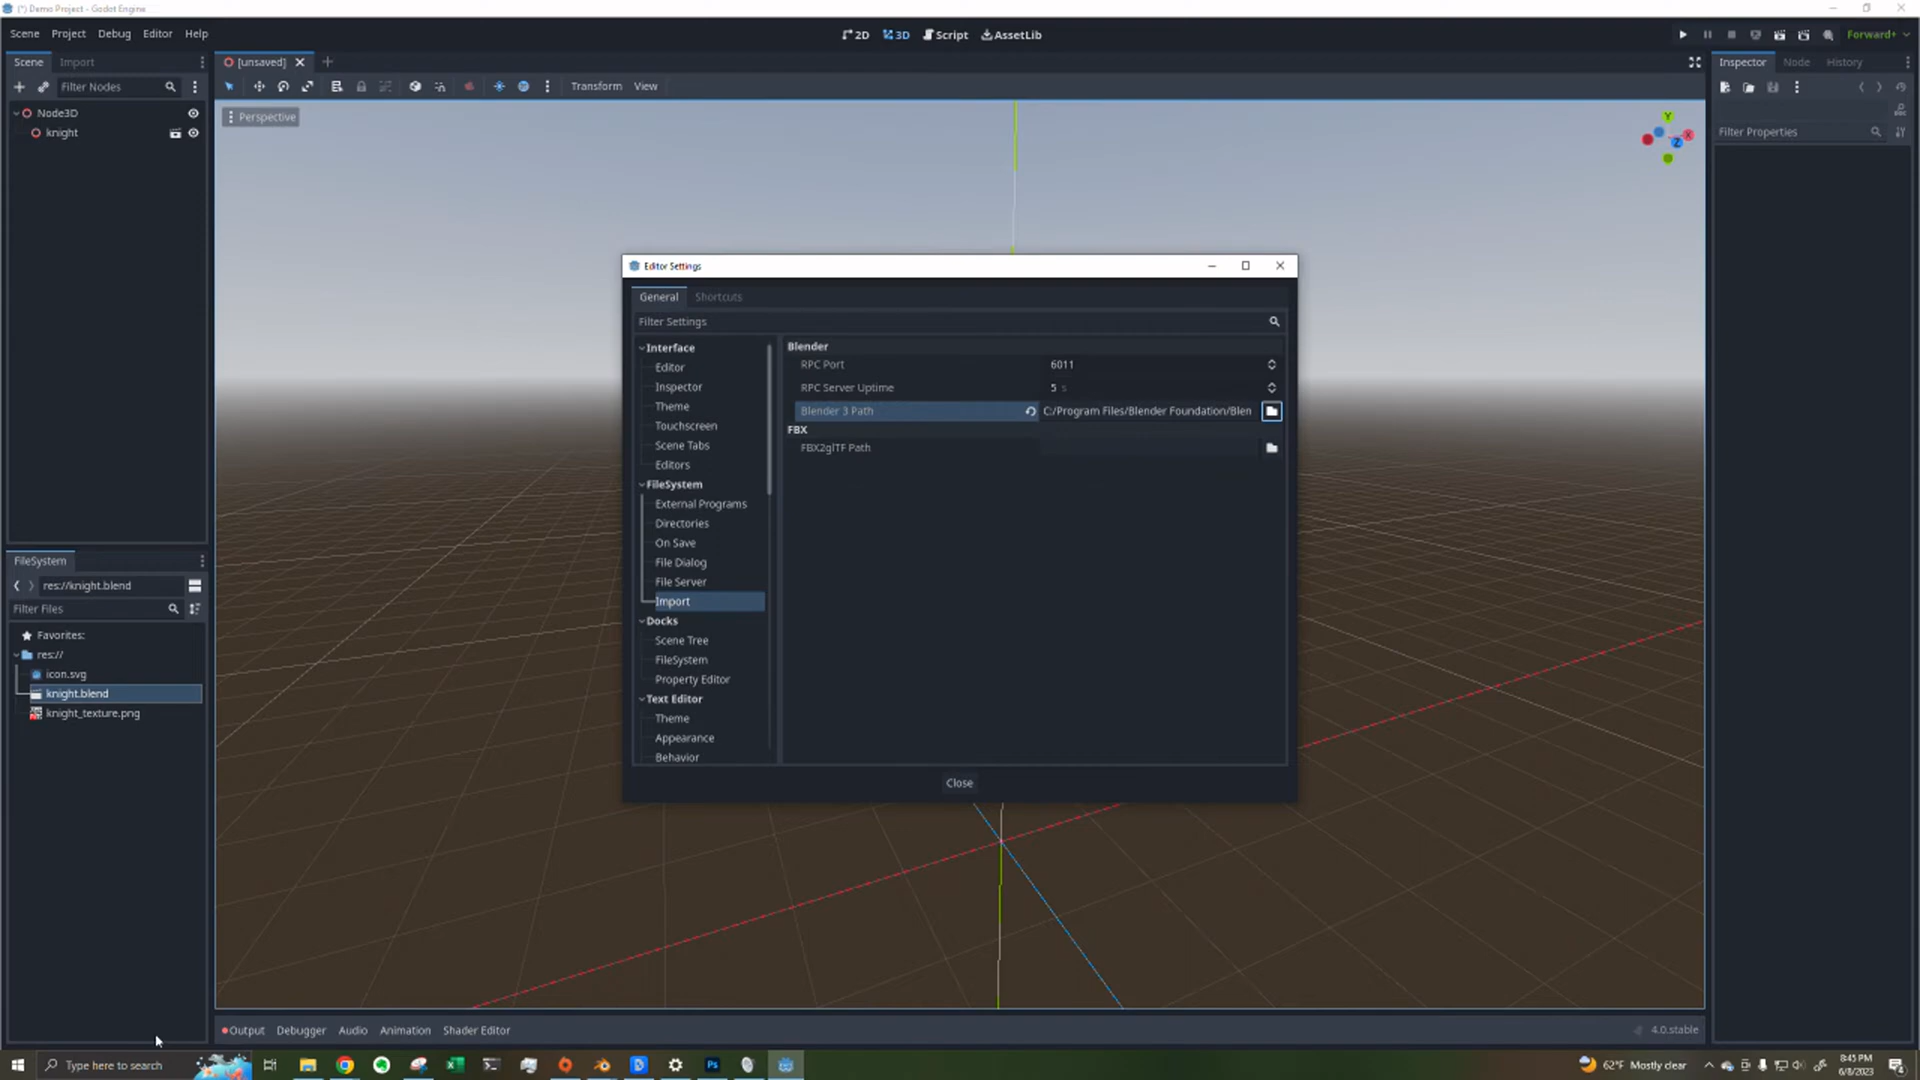 (*) Demo Project - Godot Engine
Scene Project Debug Editor Help
2D 3D Script AssetLib
Forward+
Scene Import
[unsaved]
Inspector Node History
Filter Nodes
Transform View
Node3D
knight
Perspective
Y
X
Z
Filter Properties
Editor Settings
General Shortcuts
Filter Settings
Interface
Editor
Inspector
Theme
Touchscreen
Scene Tabs
Editors
FileSystem
External Programs
Directories
On Save
File Dialog
File Server
Import
Docks
Scene Tree
FileSystem
Property Editor
Text Editor
Theme
Appearance
Behavior
Blender
RPC Port 6011
RPC Server Uptime 5 s
Blender 3 Path C:/Program Files/Blender Foundation/Blen
FBX
FBX2glTF Path
Close
FileSystem
res://knight.blend
Filter Files
Favorites:
res://
icon.svg
knight.blend
knight_texture.png
Output Debugger Audio Animation Shader Editor
4.0.stable
Type here to search
Ps
62°F Mostly clear
8:45 PM
6/8/2023